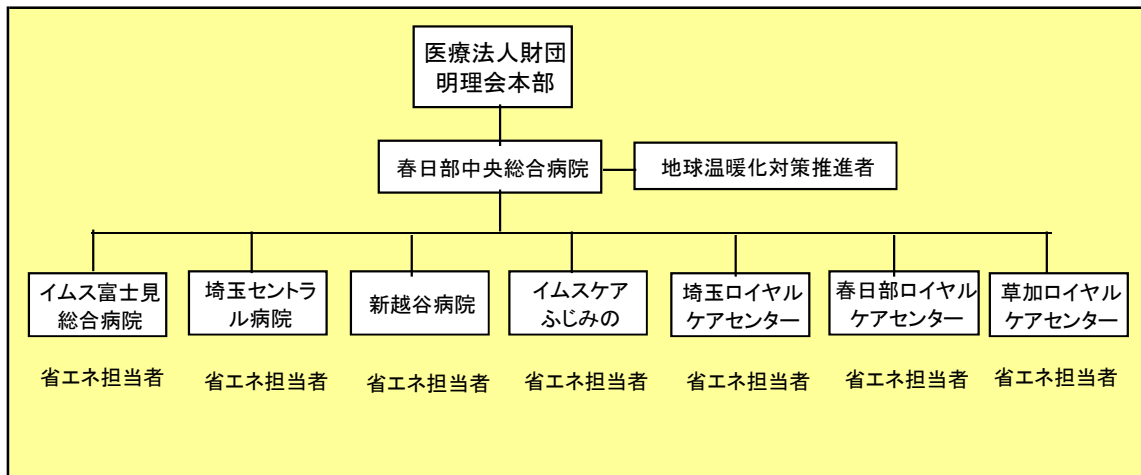 医療法人財団
明理会本部
春日部中央総合病院
地球温暖化対策推進者
イムス富士見
総合病院
埼玉セントラ
ル病院
新越谷病院
イムスケア
ふじみの
埼玉ロイヤル
ケアセンター
春日部ロイヤル
ケアセンター
草加ロイヤル
ケアセンター
省エネ担当者
省エネ担当者
省エネ担当者
省エネ担当者
省エネ担当者
省エネ担当者
省エネ担当者